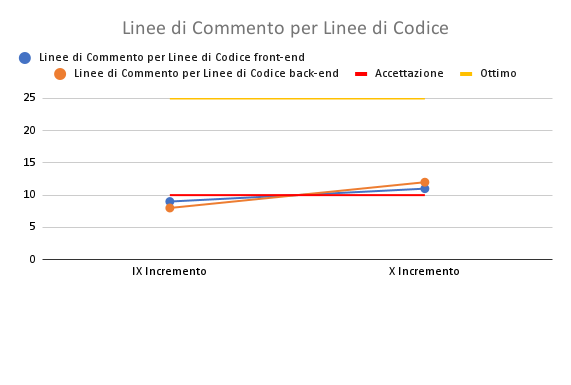 Linee di Commento per Linee di Codice
Linee di Commento per Linee di Codice front-end
Linee di Commento per Linee di Codice back-end Accettazione Ottimo
25
20
15
10
5
0
IX Incremento X Incremento